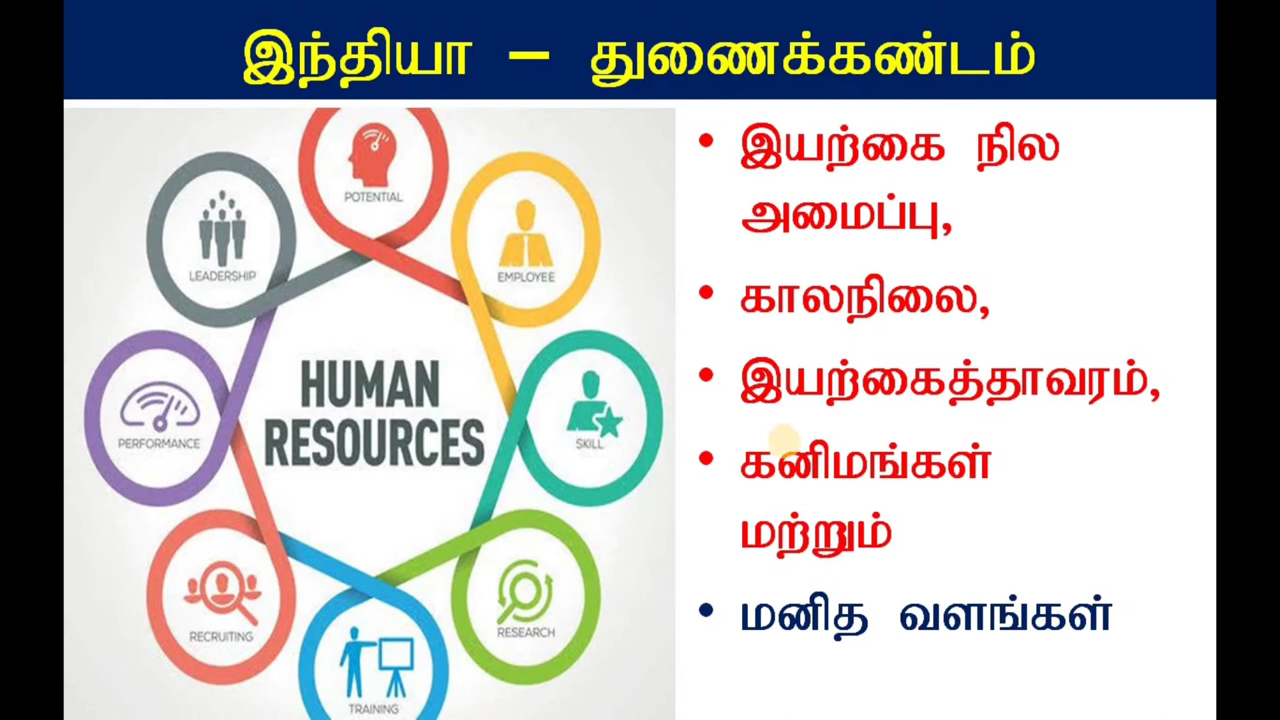 இந்தியா – துணைக்கண்டம்
POTENTIAL
LEADERSHIP
EMPLOYEE
HUMAN
RESOURCES
PERFORMANCE
SKILL
RECRUITING
RESEARCH
TRAINING
• இயற்கை நில
அமைப்பு,
• காலநிலை,
• இயற்கைத்தாவரம்,
• கனிமங்கள்
மற்றும்
• மனித வளங்கள்